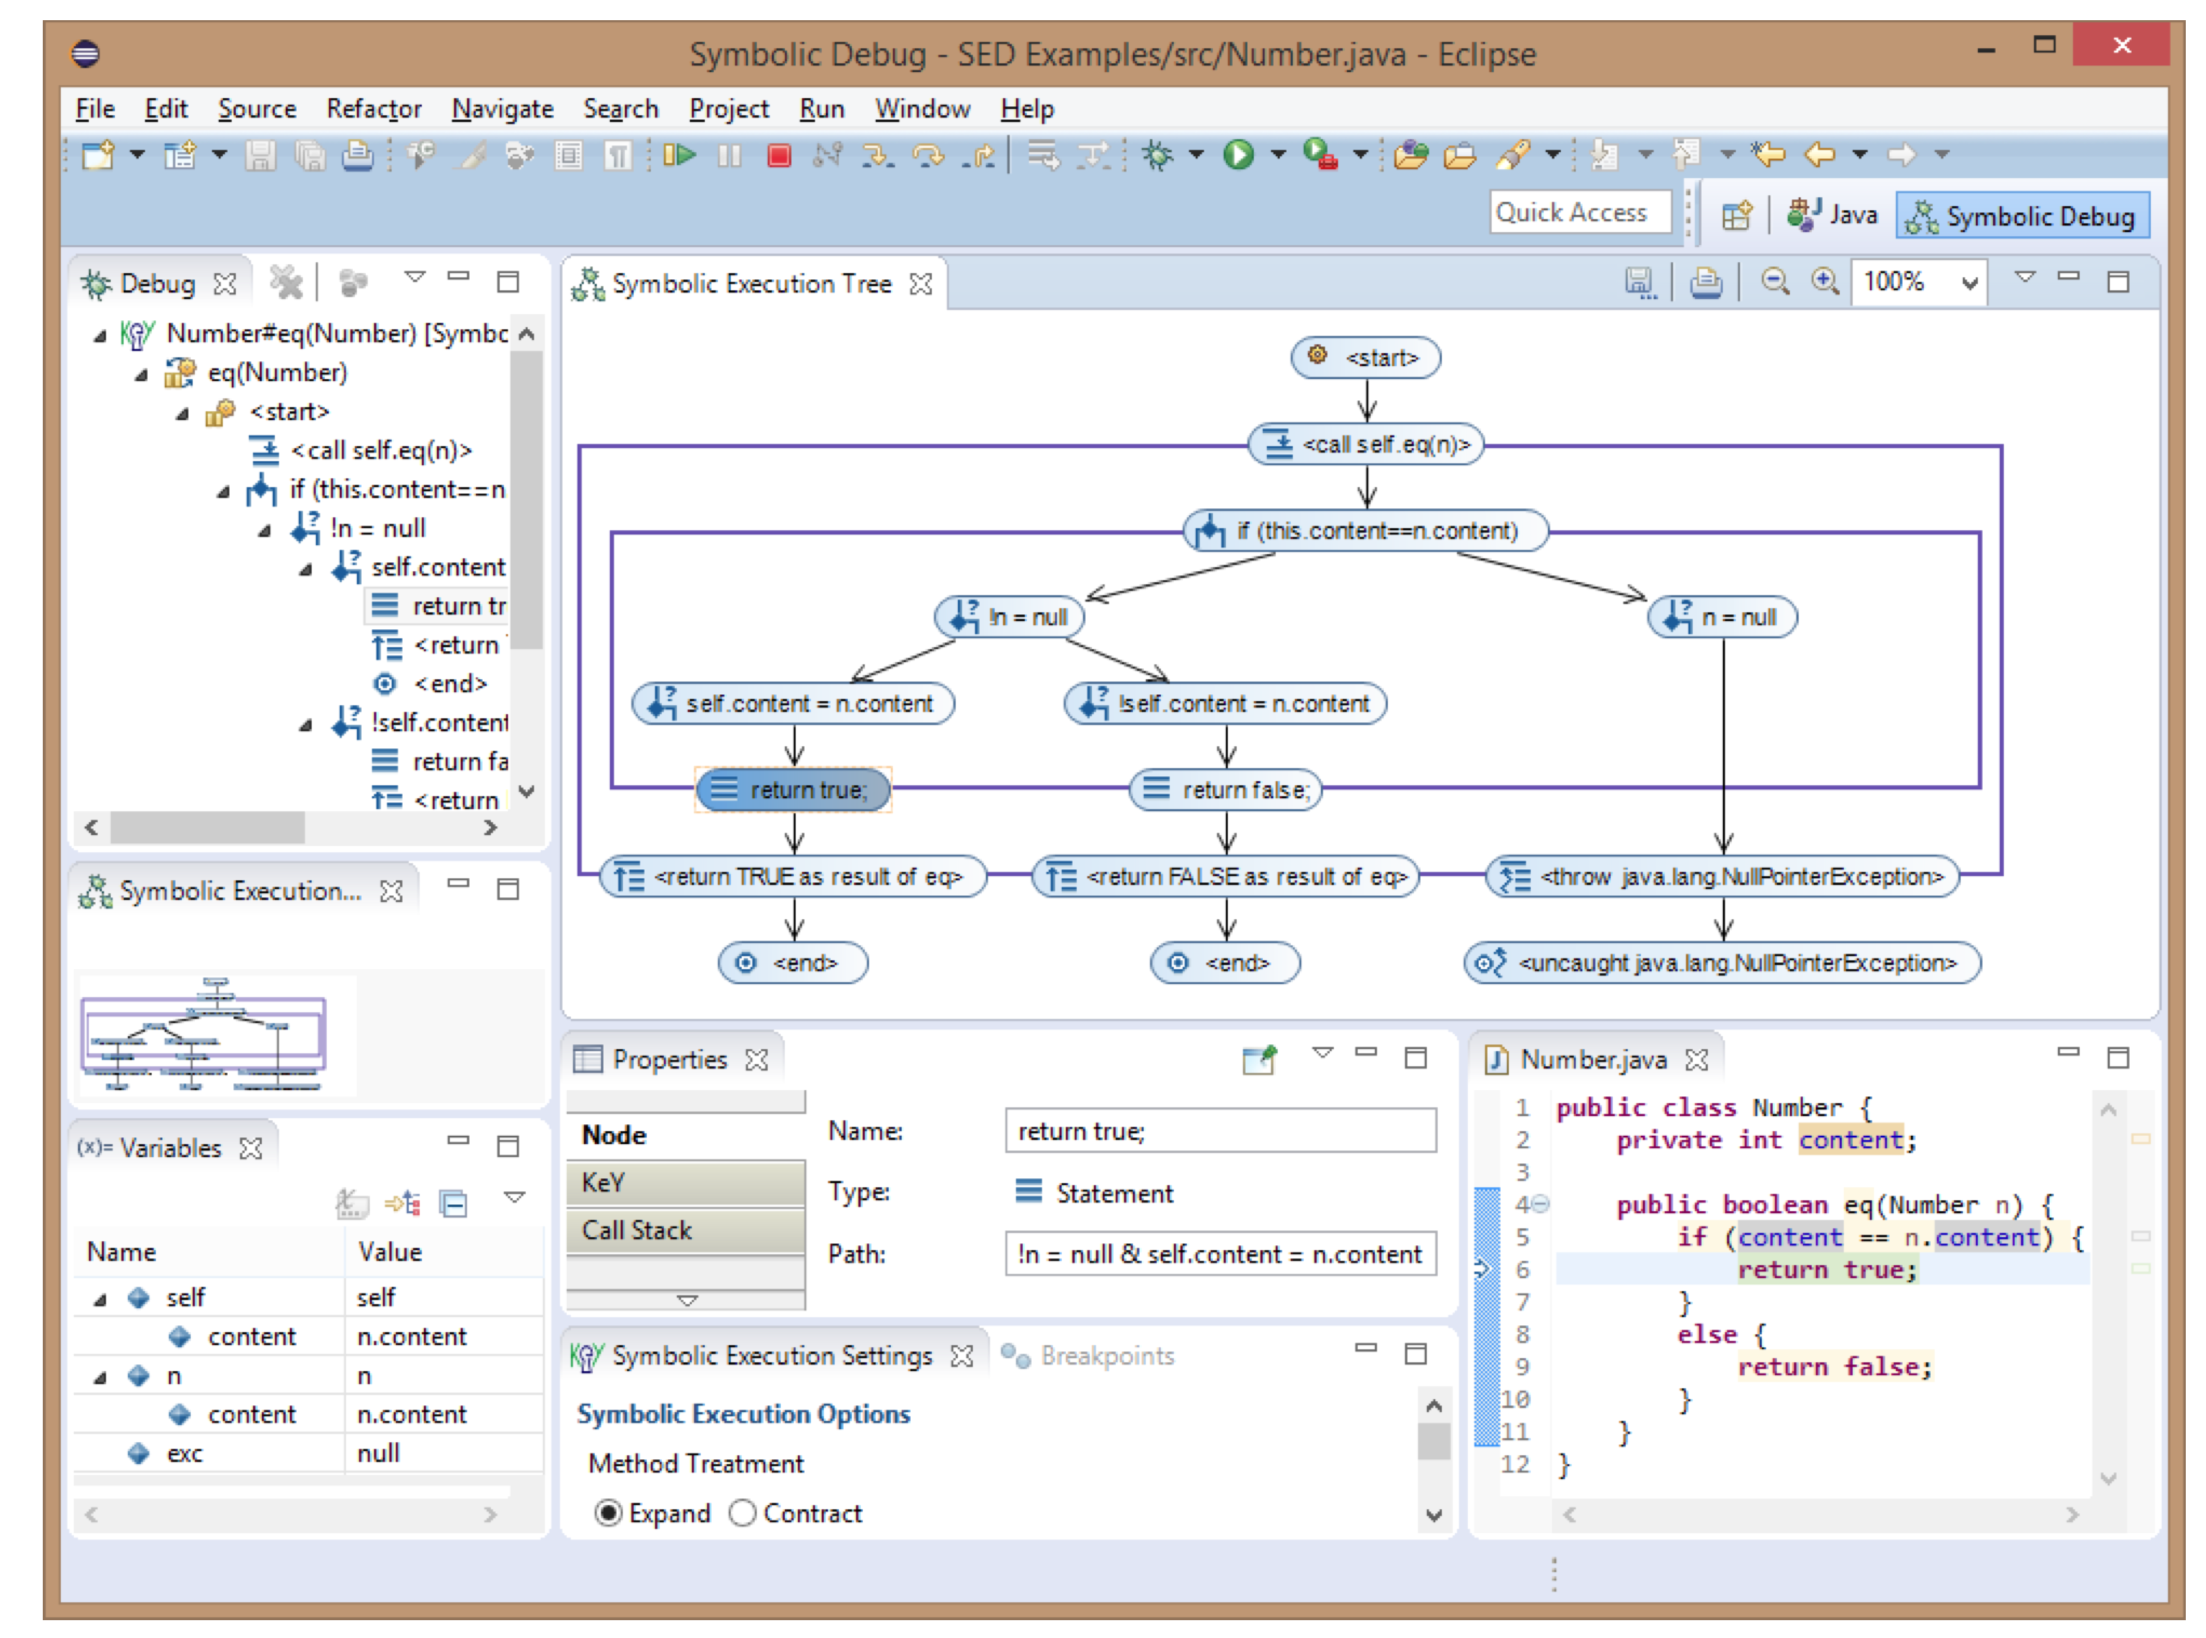 Symbolic Debug - SED Examples/src/Number.java - Eclipse
File Edit Source Refactor Navigate Search Project Run Window Help
Quick Access
Java
Symbolic Debug
Debug
Number#eq(Number) [Symbo
eq(Number)
<start>
<call self.eq(n)>
if (this.content==n
!n = null
self.content
return tr
<return
<end>
!self.content
return fa
<return
Symbolic Execution Tree
100%
<start>
<call self.eq(n)>
if (this.content==n.content)
!n = null
n = null
self.content = n.content
!self.content = n.content
return true;
return false;
<return TRUE as result of eq>
<return FALSE as result of eq>
<throw java.lang.NullPointerException>
<end>
<end>
<uncaught java.lang.NullPointerException>
Symbolic Execution...
(x)= Variables
Name Value
self self
content n.content
n n
content n.content
exc null
Properties
Node
KeY
Call Stack
Name: return true;
Type: Statement
Path: !n = null & self.content = n.content
KeY Symbolic Execution Settings
Breakpoints
Symbolic Execution Options
Method Treatment
Expand Contract
Number.java
1 public class Number {
2 private int content;
3
4 public boolean eq(Number n) {
5 if (content == n.content) {
6 return true;
7 }
8 else {
9 return false;
10 }
11 }
12 }